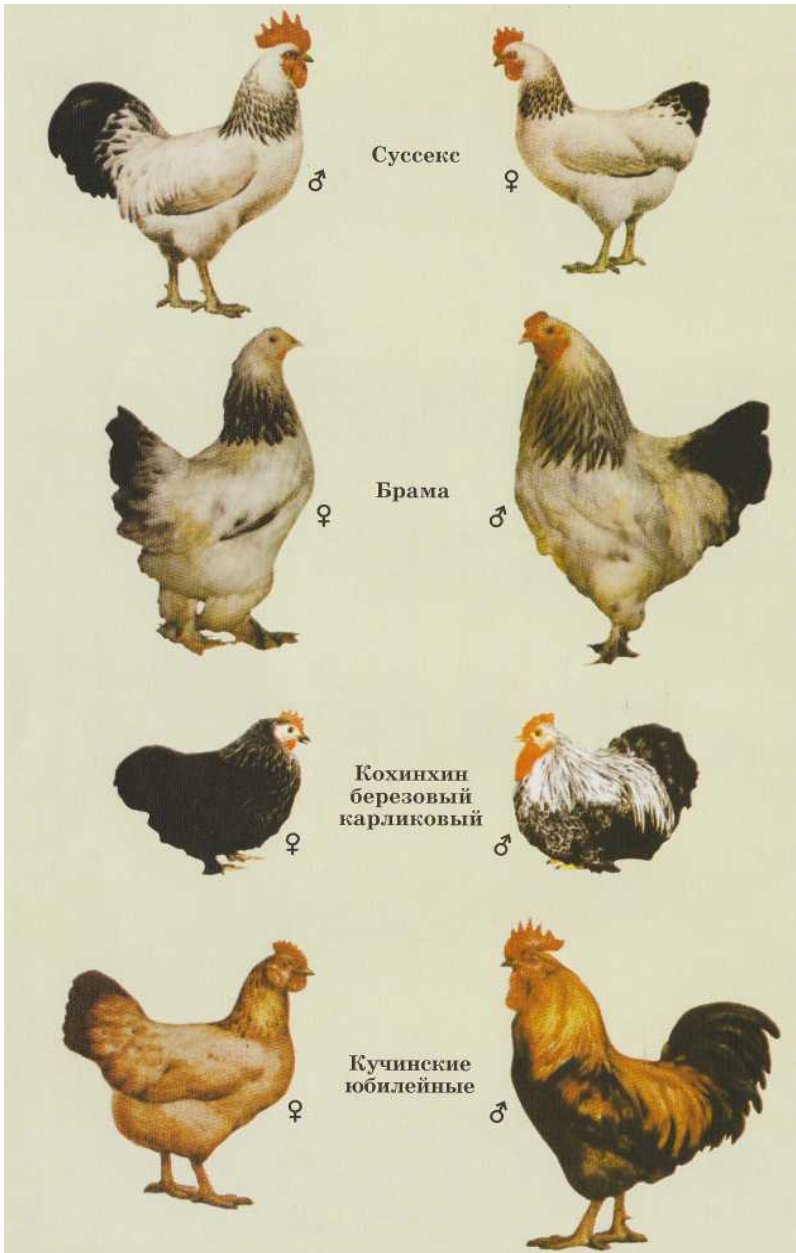 Суссекс
♂ ♀
Брама
♀ ♂
Кохинхин
березовый
карликовый
♀ ♂
Кучинские
юбилейные
♀ ♂